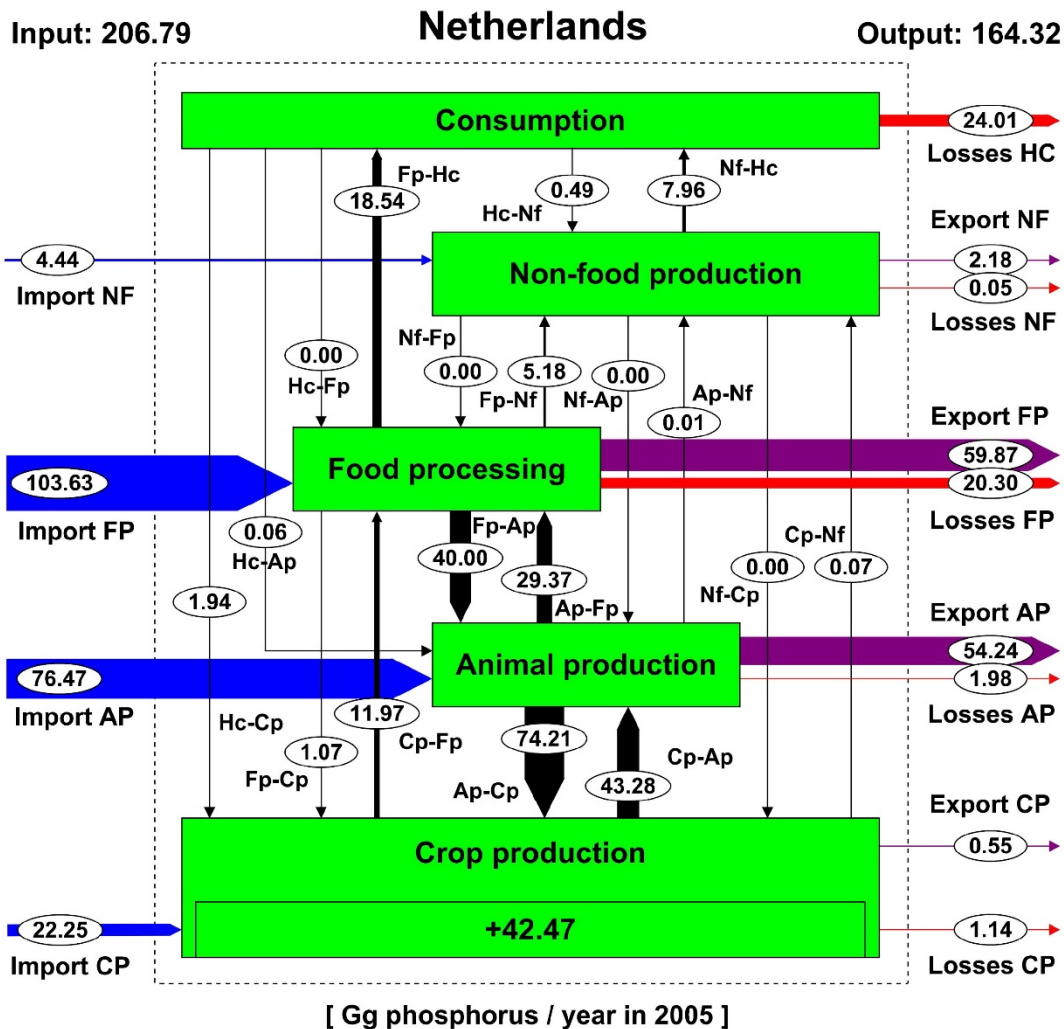 Netherlands
Input: 206.79
Output: 164.32
Consumption
24.01
Losses HC
Fp-Hc
18.54
0.49
Hc-Nf
Nf-Hc
7.96
4.44
Import NF
Non-food production
Export NF
2.18
0.05
Losses NF
0.00
Hc-Fp
Nf-Fp
0.00
5.18
Fp-Nf
0.00
Nf-Ap
Ap-Nf
0.01
103.63
Import FP
Food processing
Export FP
59.87
20.30
Losses FP
0.06
Hc-Ap
Fp-Ap
40.00
29.37
Ap-Fp
Cp-Nf
0.00
0.07
Nf-Cp
1.94
76.47
Import AP
Animal production
Export AP
54.24
1.98
Losses AP
Hc-Cp
1.07
Fp-Cp
11.97
Cp-Fp
74.21
Ap-Cp
43.28
Cp-Ap
Crop production
+42.47
Export CP
0.55
22.25
Import CP
1.14
Losses CP
[ Gg phosphorus / year in 2005 ]